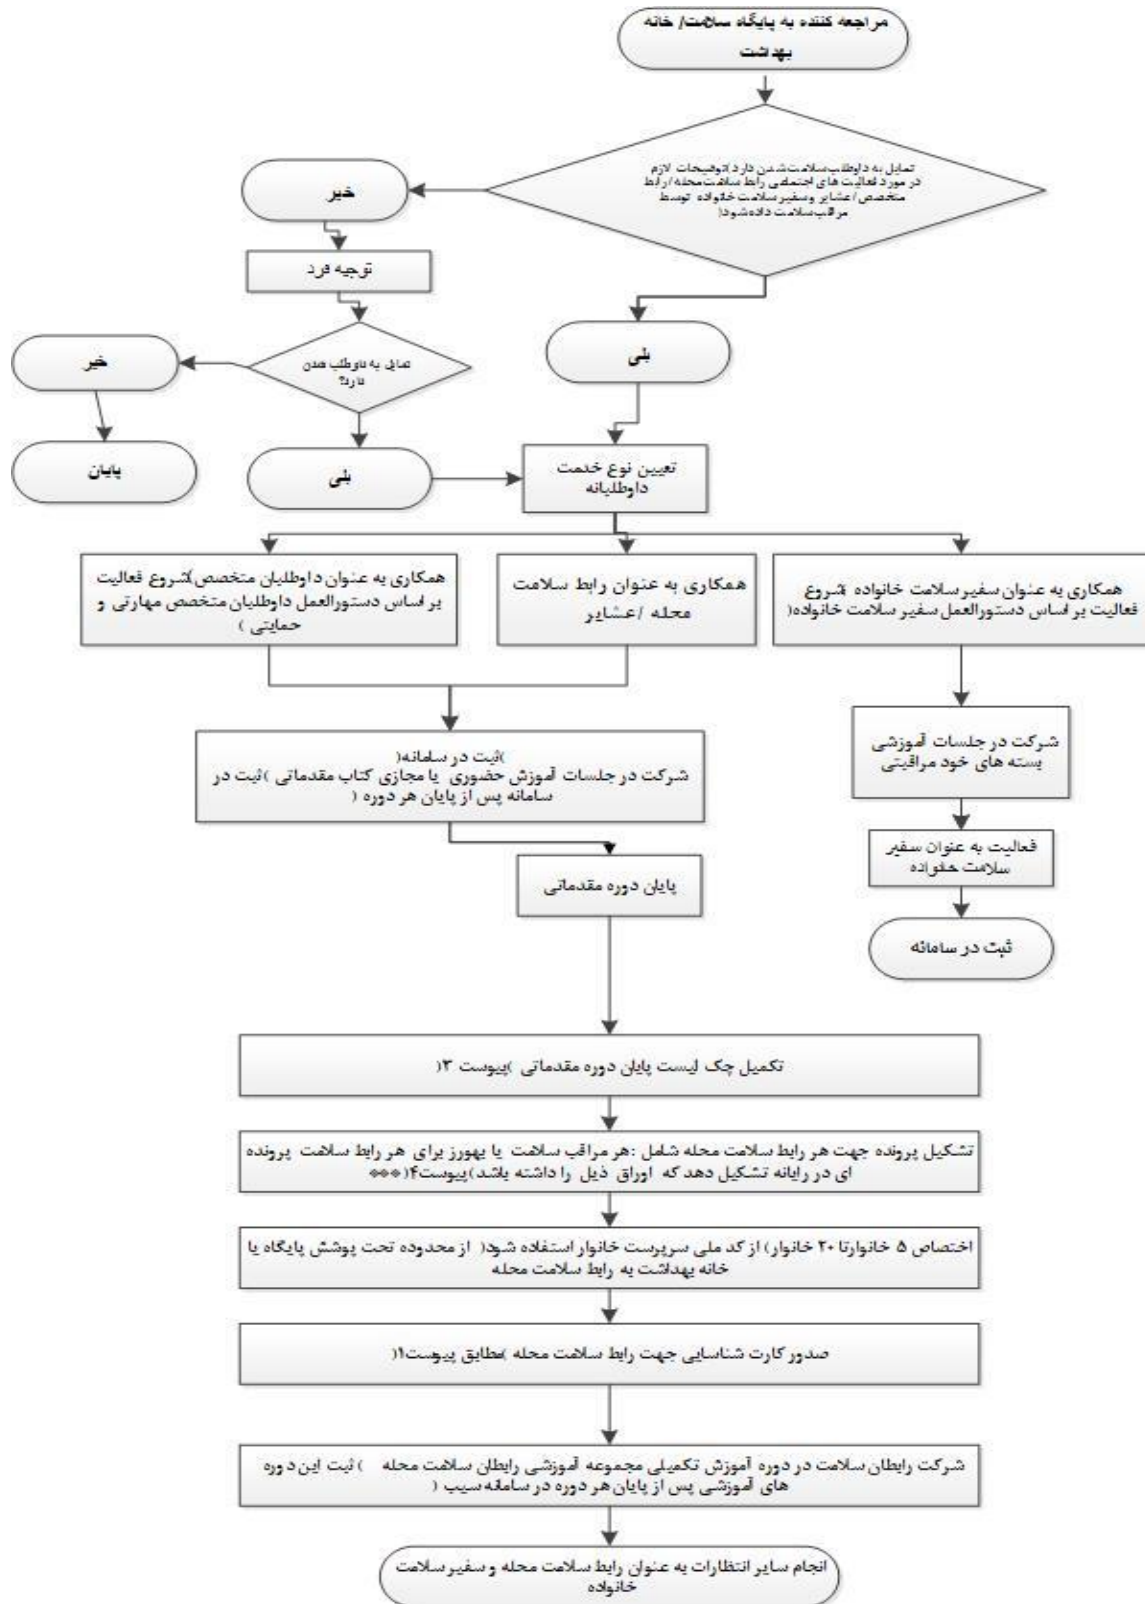 مراجعه کننده به پایگاه سلامت/ خانه
بهداشت
تمایل به داوطلب سلامت شدن دارد)توضیحات لازم
در مورد فعالیت های اجتماعی رابط سلامت محله /رابط
متخصص/عشایر و سفیر سلامت خانواده توسط
مراقب سلامت داده شود(
خیر
توجیه فرد
تمایل به داوطلب شدن
دارد؟
خیر
پایان
بلی
بلی
تعیین نوع خدمت
داوطلبانه
همکاری به عنوان سفیر سلامت خانواده )شروع
فعالیت بر اساس دستورالعمل سفیر سلامت خانواده(
همکاری به عنوان رابط سلامت
محله /عشایر
همکاری به عنوان داوطلبان متخصص)شروع فعالیت
بر اساس دستورالعمل داوطلبان متخصص مهارتی و
حمایتی )
شرکت در جلسات آموزشی
بسته های خود مراقبتی
فعالیت به عنوان سفیر
سلامت خانواده
ثبت در سامانه
)ثبت در سامانه(
شرکت در جلسات آموزش حضوری یا مجازی کتاب مقدماتی )ثبت در
سامانه پس از پایان هر دوره (
پایان دوره مقدماتی
تکمیل چک لیست پایان دوره مقدماتی )پیوست ۳(
تشکیل پرونده جهت هر رابط سلامت محله شامل :هر مراقب سلامت یا بهورز برای هر رابط سلامت پرونده
ای در رایانه تشکیل دهد که اوراق ذیل را داشته باشد)پیوست۴(***
اختصاص ۵ خانوارتا ۲۰ خانوار) از کد ملی سرپرست خانوار استفاده شود( از محدوده تحت پوشش پایگاه یا
خانه بهداشت به رابط سلامت محله
صدور کارت شناسایی جهت رابط سلامت محله )مطابق پیوست۱(
شرکت رابطان سلامت در دوره آموزش تکمیلی مجموعه آموزشی رابطان سلامت محله )ثبت این دوره
های آموزشی پس از پایان هر دوره در سامانه سیب (
انجام سایر انتظارات به عنوان رابط سلامت محله و سفیر سلامت
خانواده